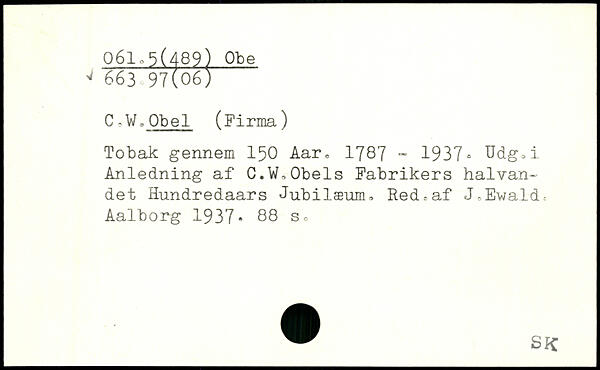 061.5(489) Obe
663.97(06)
C.W.Obel (Firma)
Tobak gennem 150 Aar. 1787 - 1937. Udg.i
Anledning af C.W.Obels Fabrikers halvan-
det Hundredaars Jubilæum. Red.af J.Ewald.
Aalborg 1937. 88 s.
SK